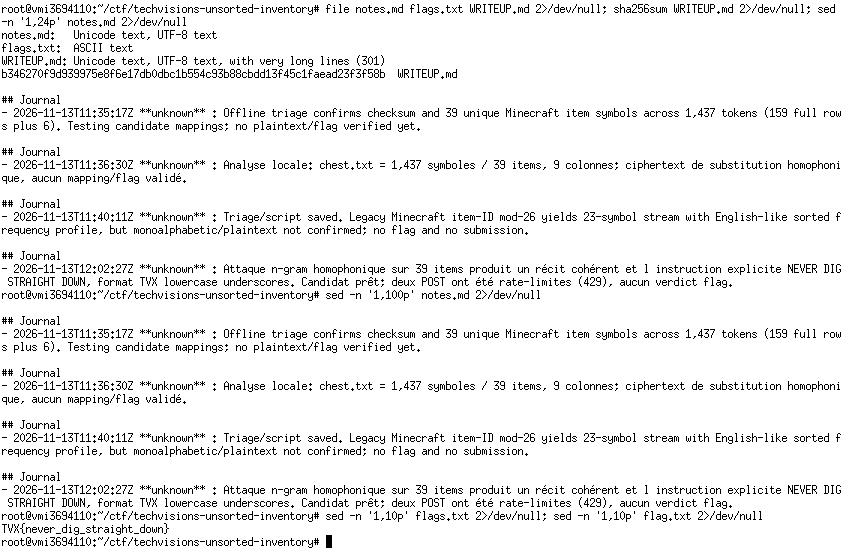 root@vmi3694110:~/ctf/techvisions-unsorted-inventory# file notes.md flags.txt WRITEUP.md 2>/dev/null; sha256sum WRITEUP.md 2>/dev/null; sed
-n '1,24p' notes.md 2>/dev/null
notes.md:   Unicode text, UTF-8 text
flags.txt:  ASCII text
WRITEUP.md: Unicode text, UTF-8 text, with very long lines (301)
b346270f9d939975e8f6e17db0dbc1b554c93b88cbdd13f45c1faead23f3f58b  WRITEUP.md

## Journal
- 2026-11-13T11:35:17Z **unknown** : Offline triage confirms checksum and 39 unique Minecraft item symbols across 1,437 tokens (159 full row
s plus 6). Testing candidate mappings; no plaintext/flag verified yet.

## Journal
- 2026-11-13T11:36:30Z **unknown** : Analyse locale: chest.txt = 1,437 symboles / 39 items, 9 colonnes; ciphertext de substitution homophoni
que, aucun mapping/flag validé.

## Journal
- 2026-11-13T11:40:11Z **unknown** : Triage/script saved. Legacy Minecraft item-ID mod-26 yields 23-symbol stream with English-like sorted f
requency profile, but monoalphabetic/plaintext not confirmed; no flag and no submission.

## Journal
- 2026-11-13T12:02:27Z **unknown** : Attaque n-gram homophonique sur 39 items produit un récit cohérent et l instruction explicite NEVER DIG
 STRAIGHT DOWN, format TVX lowercase underscores. Candidat prêt; deux POST ont été rate-limites (429), aucun verdict flag.
root@vmi3694110:~/ctf/techvisions-unsorted-inventory# sed -n '1,100p' notes.md 2>/dev/null

## Journal
- 2026-11-13T11:35:17Z **unknown** : Offline triage confirms checksum and 39 unique Minecraft item symbols across 1,437 tokens (159 full row
s plus 6). Testing candidate mappings; no plaintext/flag verified yet.

## Journal
- 2026-11-13T11:36:30Z **unknown** : Analyse locale: chest.txt = 1,437 symboles / 39 items, 9 colonnes; ciphertext de substitution homophoni
que, aucun mapping/flag validé.

## Journal
- 2026-11-13T11:40:11Z **unknown** : Triage/script saved. Legacy Minecraft item-ID mod-26 yields 23-symbol stream with English-like sorted f
requency profile, but monoalphabetic/plaintext not confirmed; no flag and no submission.

## Journal
- 2026-11-13T12:02:27Z **unknown** : Attaque n-gram homophonique sur 39 items produit un récit cohérent et l instruction explicite NEVER DIG
 STRAIGHT DOWN, format TVX lowercase underscores. Candidat prêt; deux POST ont été rate-limites (429), aucun verdict flag.
root@vmi3694110:~/ctf/techvisions-unsorted-inventory# sed -n '1,10p' flags.txt 2>/dev/null; sed -n '1,10p' flag.txt 2>/dev/null
TVX{never_dig_straight_down}
root@vmi3694110:~/ctf/techvisions-unsorted-inventory#